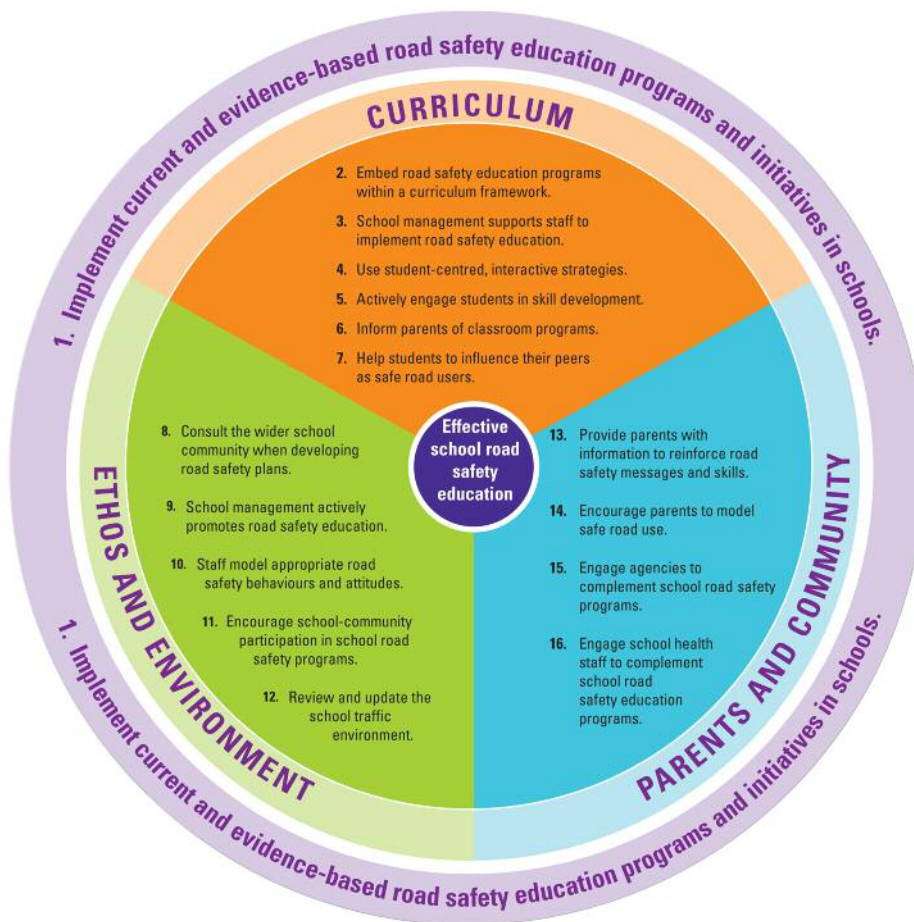 1. Implement current and evidence-based road safety education programs and initiatives in schools.
CURRICULUM
2. Embed road safety education programs
within a curriculum framework.
3. School management supports staff to
implement road safety education.
4. Use student-centred, interactive strategies.
5. Actively engage students in skill development.
6. Inform parents of classroom programs.
7. Help students to influence their peers
as safe road users.
Effective
school road
safety
education
ETHOS AND ENVIRONMENT
8. Consult the wider school
community when developing
road safety plans.
9. School management actively
promotes road safety education.
10. Staff model appropriate road
safety behaviours and attitudes.
11. Encourage school-community
participation in school road
safety programs.
12. Review and update the
school traffic
environment.
PARENTS AND COMMUNITY
13. Provide parents with
information to reinforce road
safety messages and skills.
14. Encourage parents to model
safe road use.
15. Engage agencies to
complement school road safety
programs.
16. Engage school health
staff to complement
school road
safety education
programs.
1. Implement current and evidence-based road safety education programs and initiatives in schools.